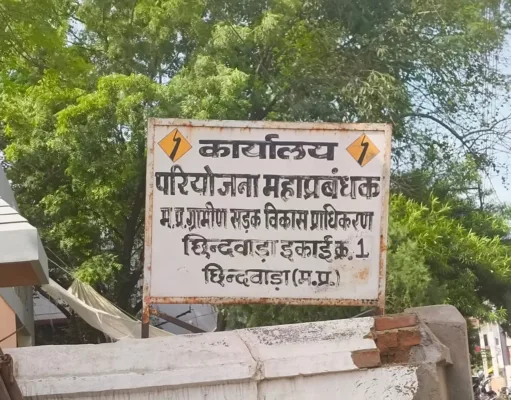 कार्यालय
परियोजना महाप्रबंधक
म.प्र.ग्रामीण सड़क विकास प्राधिकरण
छिन्दवाड़ा इकाई क्र.1
छिन्दवाड़ा (म.प्र.)